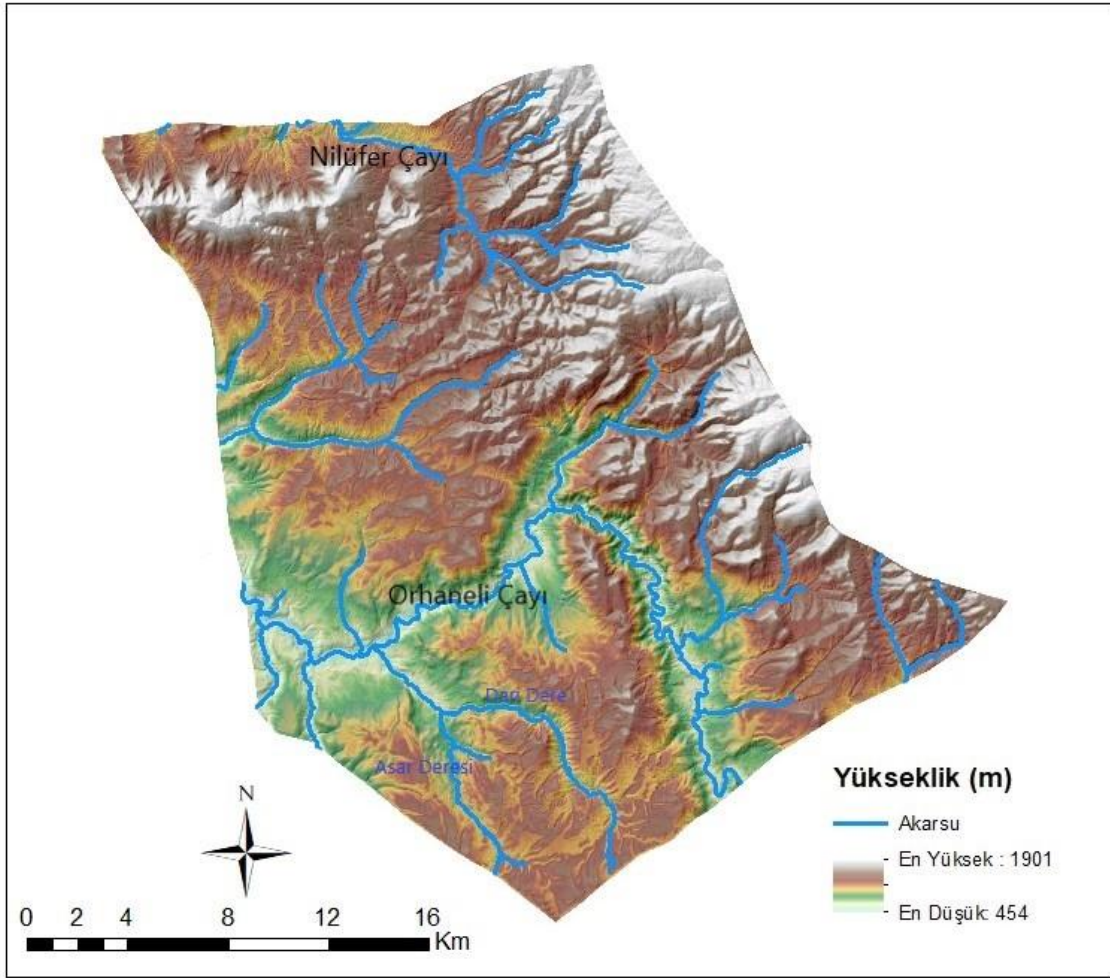 Nilüfer Çayı
Orhaneli Çayı
Darı Dere
Asar Deresi
N
Yükseklik (m)
Akarsu
En Yüksek : 1901
En Düşük: 454
0 2 4 8 12 16
Km